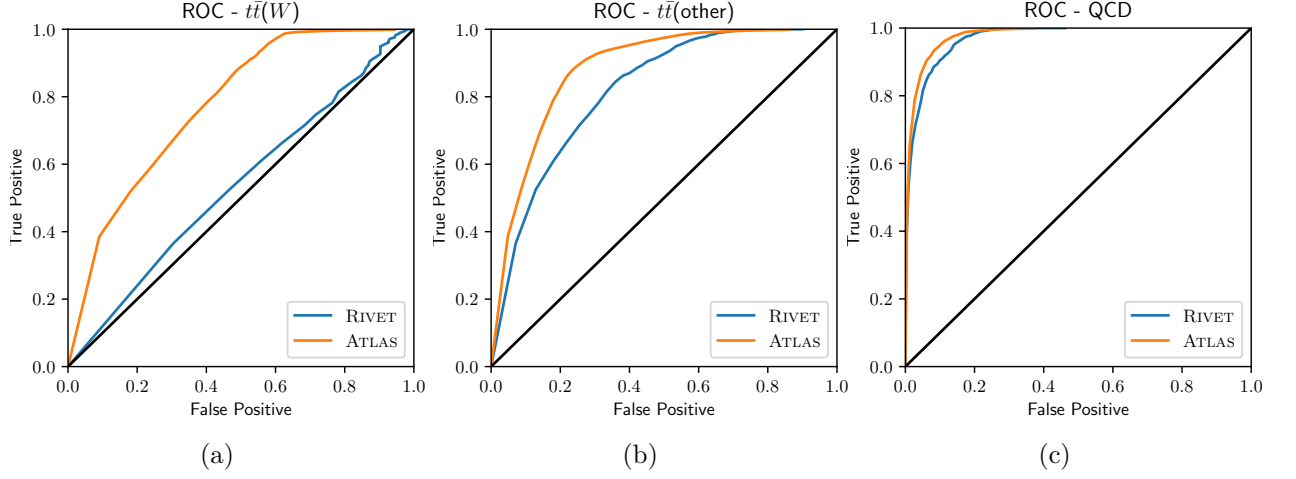 ROC - tt̄(W)
True Positive
1.0
0.8
0.6
0.4
0.2
0.0
0.0 0.2 0.4 0.6 0.8 1.0
False Positive
RIVET
ATLAS
(a)
ROC - tt̄(other)
True Positive
1.0
0.8
0.6
0.4
0.2
0.0
0.0 0.2 0.4 0.6 0.8 1.0
False Positive
RIVET
ATLAS
(b)
ROC - QCD
True Positive
1.0
0.8
0.6
0.4
0.2
0.0
0.0 0.2 0.4 0.6 0.8 1.0
False Positive
RIVET
ATLAS
(c)